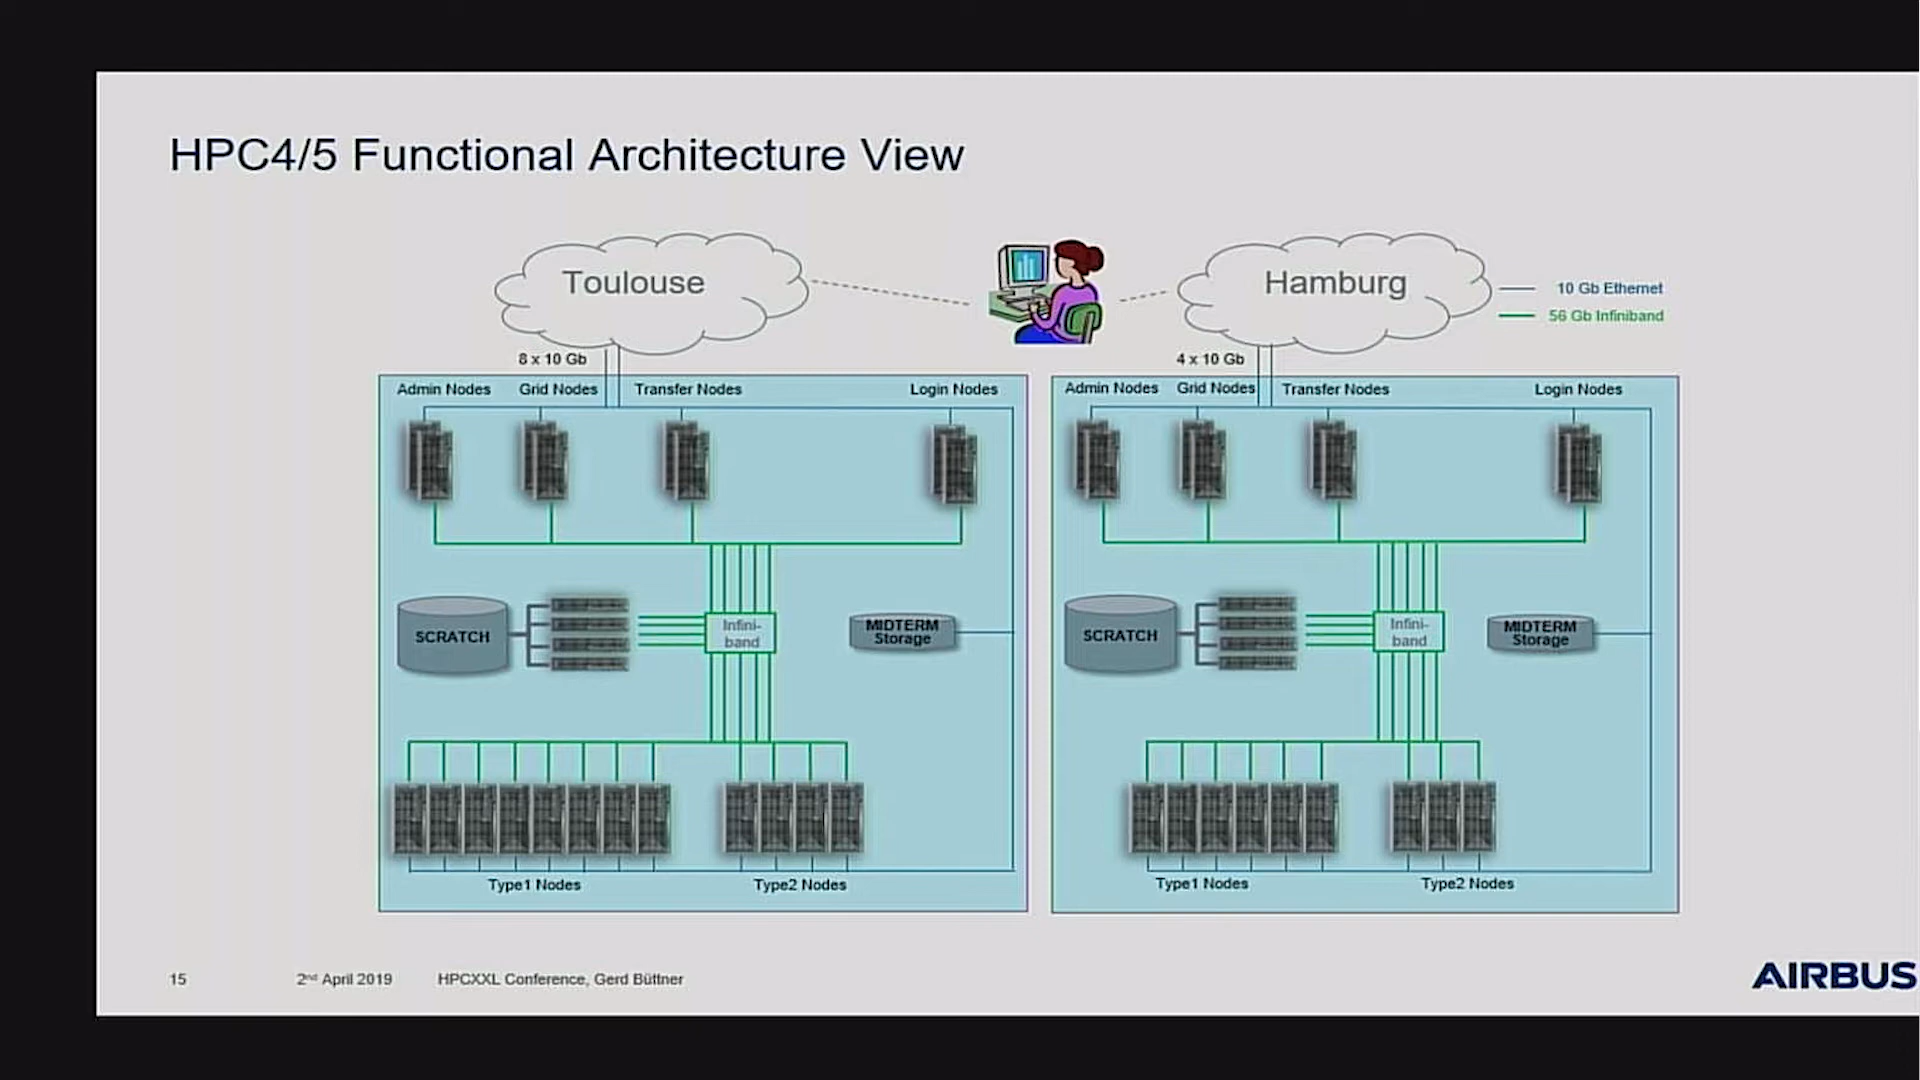 HPC4/5 Functional Architecture View
Toulouse
Hamburg
10 Gb Ethernet
56 Gb Infiniband
8 x 10 Gb
4 x 10 Gb
Admin Nodes
Grid Nodes
Transfer Nodes
Login Nodes
Admin Nodes
Grid Nodes
Transfer Nodes
Login Nodes
SCRATCH
Infini-
band
MIDTERM
Storage
SCRATCH
Infini-
band
MIDTERM
Storage
Type1 Nodes
Type2 Nodes
Type1 Nodes
Type2 Nodes
15
2nd April 2019
HPCXXL Conference, Gerd Büttner
AIRBUS